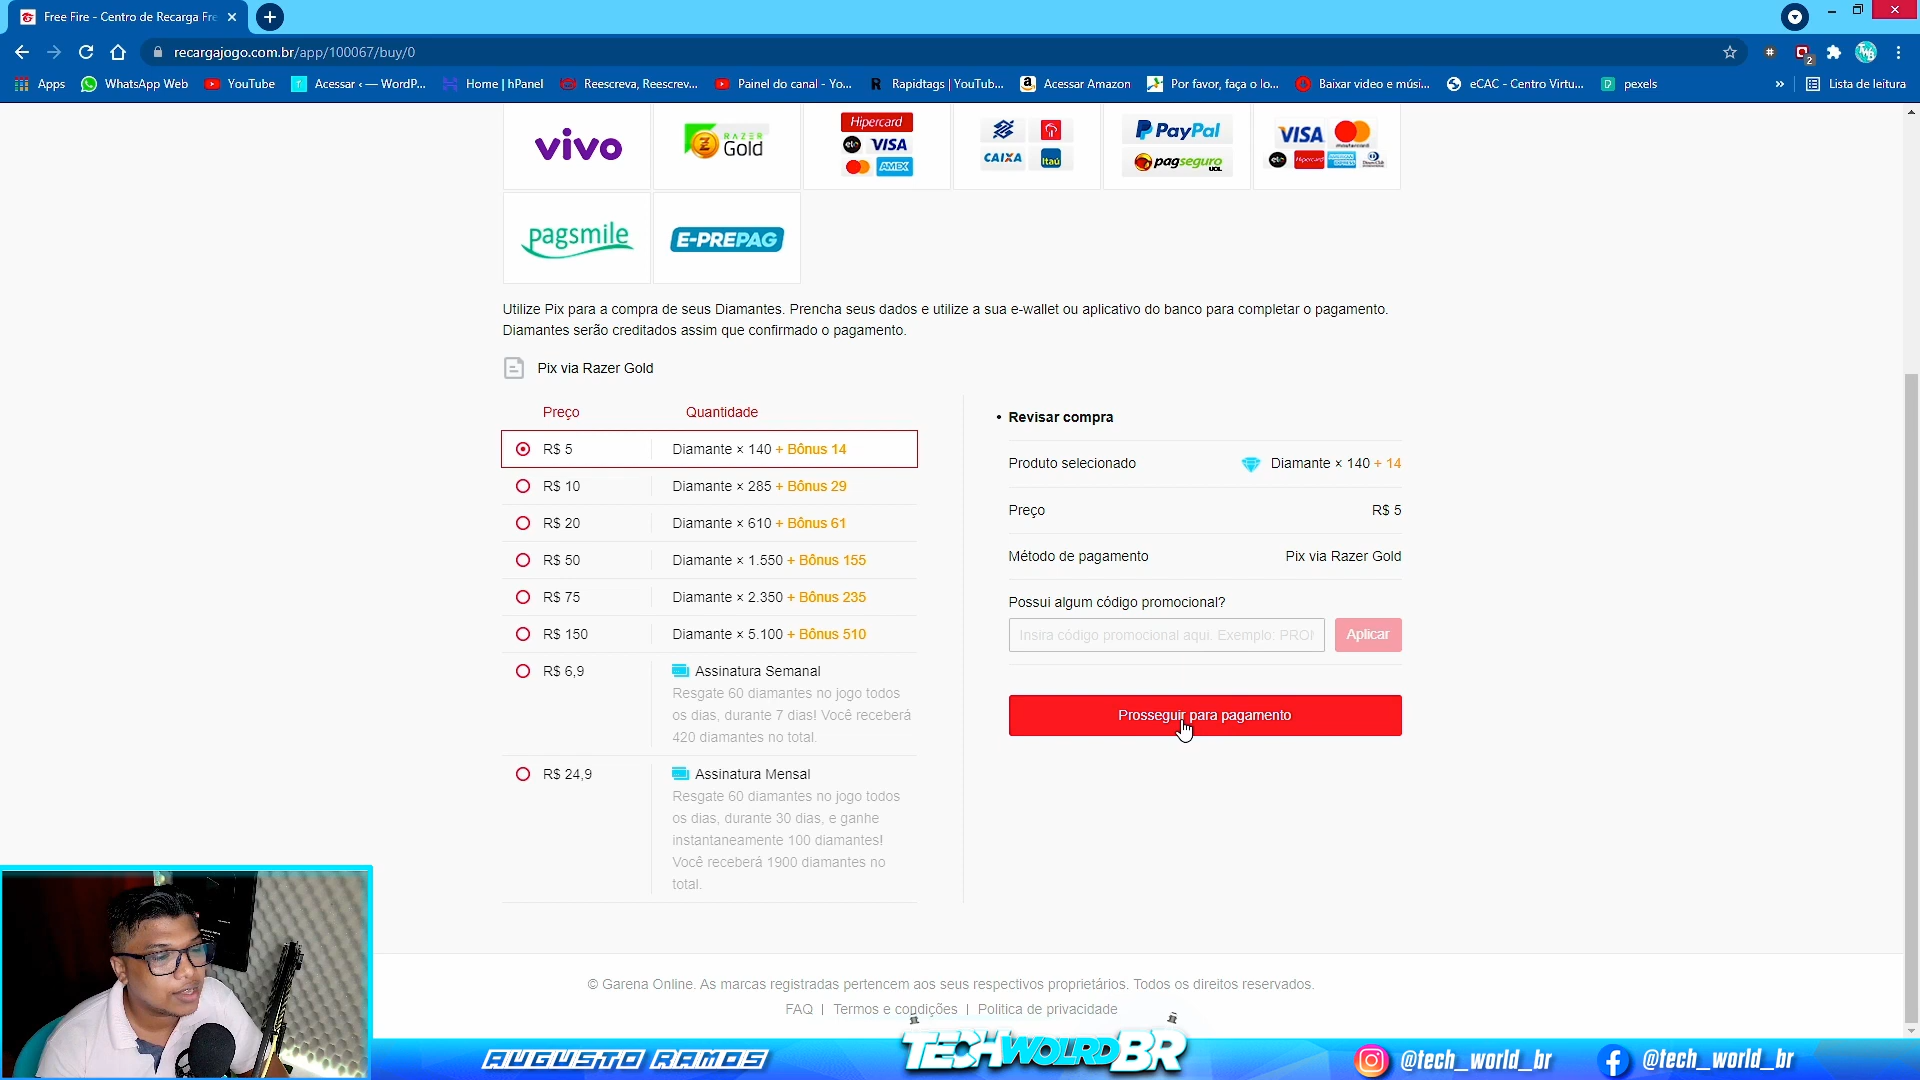 Free Fire - Centro de Recarga Fre
recargajogo.com.br/app/100067/buy/0
2
Apps
WhatsApp Web
YouTube
Acessar ‹ — WordP...
Home | hPanel
Reescreva, Reescrev...
Painel do canal - Yo...
Rapidtags | YouTub...
Acessar Amazon
Por favor, faça o lo...
Baixar video e músi...
eCAC - Centro Virtu...
pexels
»
Lista de leitura
vivo
RAZER Gold
Hipercard
elo VISA
AMEX
CAIXA Itaú
PayPal
pagseguro UOL
VISA mastercard
elo Hipercard
pagsmile
E-PREPAG
Utilize Pix para a compra de seus Diamantes. Prencha seus dados e utilize a sua e-wallet ou aplicativo do banco para completar o pagamento.
Diamantes serão creditados assim que confirmado o pagamento.
Pix via Razer Gold
Preço Quantidade
R$ 5 Diamante × 140 + Bônus 14
R$ 10 Diamante × 285 + Bônus 29
R$ 20 Diamante × 610 + Bônus 61
R$ 50 Diamante × 1.550 + Bônus 155
R$ 75 Diamante × 2.350 + Bônus 235
R$ 150 Diamante × 5.100 + Bônus 510
R$ 6,9 Assinatura Semanal
Resgate 60 diamantes no jogo todos
os dias, durante 7 dias! Você receberá
420 diamantes no total.
R$ 24,9 Assinatura Mensal
Resgate 60 diamantes no jogo todos
os dias, durante 30 dias, e ganhe
instantaneamente 100 diamantes!
Você receberá 1900 diamantes no
total.
• Revisar compra
Produto selecionado Diamante × 140 + 14
Preço R$ 5
Método de pagamento Pix via Razer Gold
Possui algum código promocional?
Insira código promocional aqui. Exemplo: PRO
Aplicar
Prosseguir para pagamento
© Garena Online. As marcas registradas pertencem aos seus respectivos proprietários. Todos os direitos reservados.
FAQ | Termos e condições | Politica de privacidade
AUGUSTO RAMOS
TECHWOLRDBR
@tech_world_br
@tech_world_br